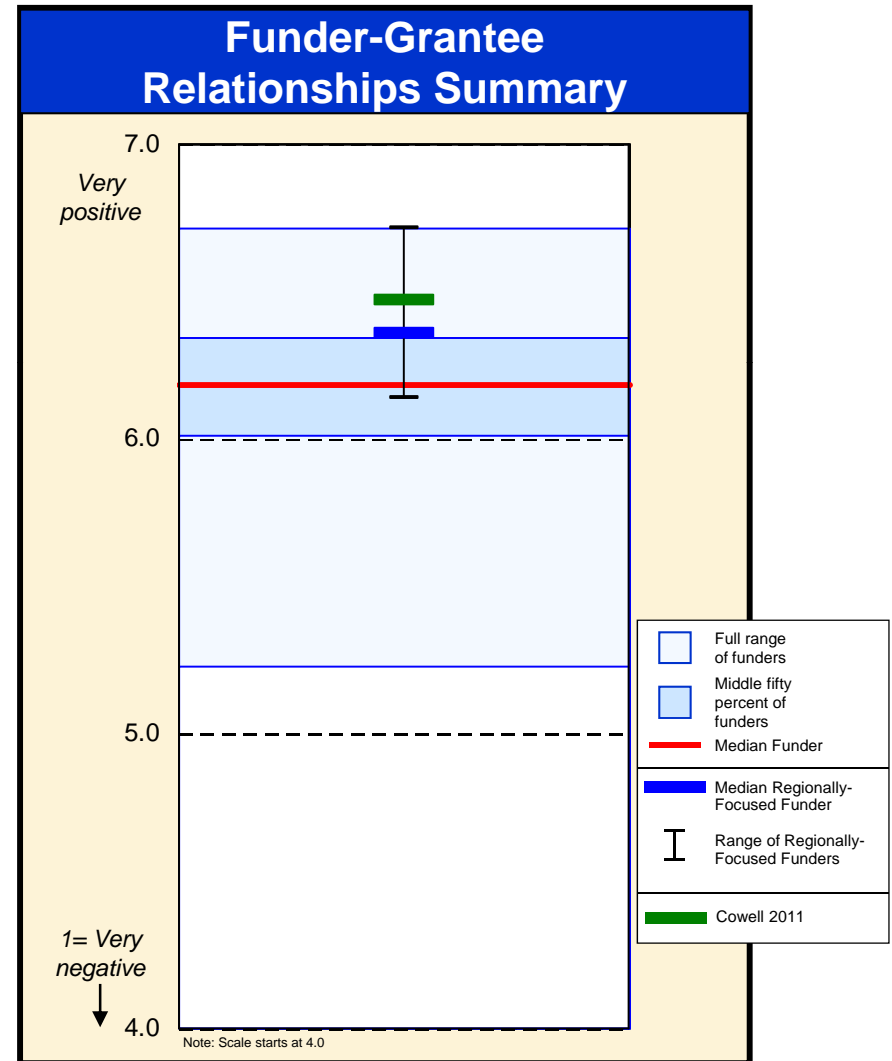 Funder-Grantee
Relationships Summary
7.0
Very
positive
6.0
5.0
1= Very
negative
4.0
Note: Scale starts at 4.0
Full range
of funders
Middle fifty
percent of
funders
Median Funder
Median Regionally-
Focused Funder
Range of Regionally-
Focused Funders
Cowell 2011